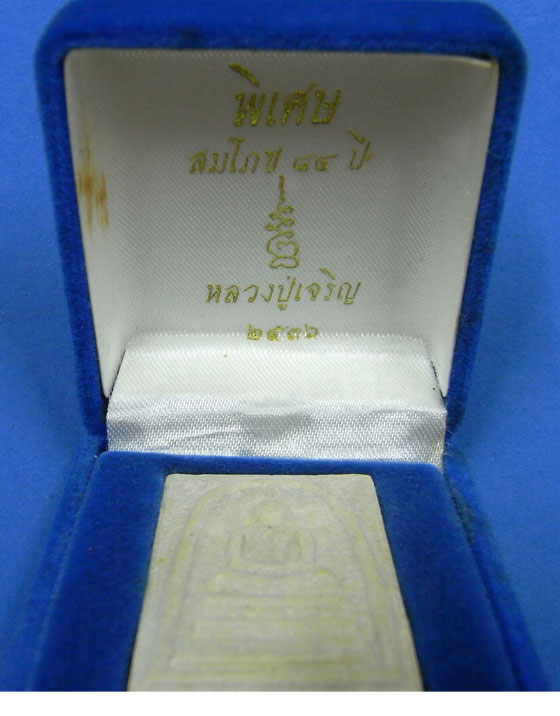 พิเศษ
สมโภช ๘๔ ปี
หลวงปู่เจริญ
๒๕๓๖